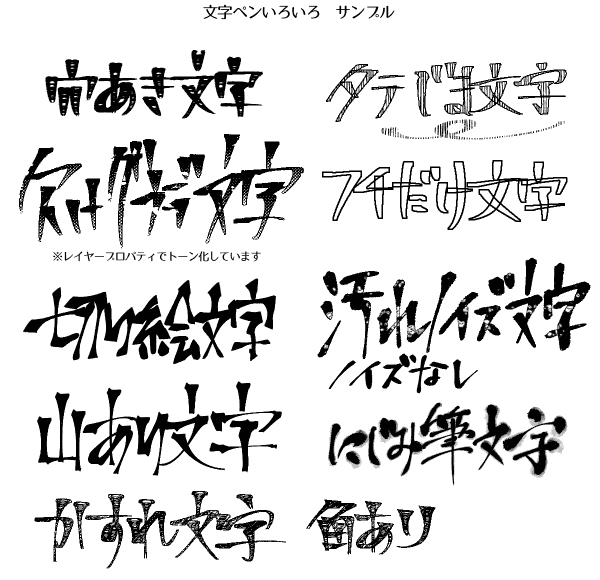 文字ペンいろいろ　サンプル
穴あき文字
タテじま文字
欠けグラデ文字
フチだけ文字
※レイヤープロパティでトーン化しています
切り絵文字
汚れノイズ文字
ノイズなし
山あり文字
にじみ筆文字
かすれ文字
角あり